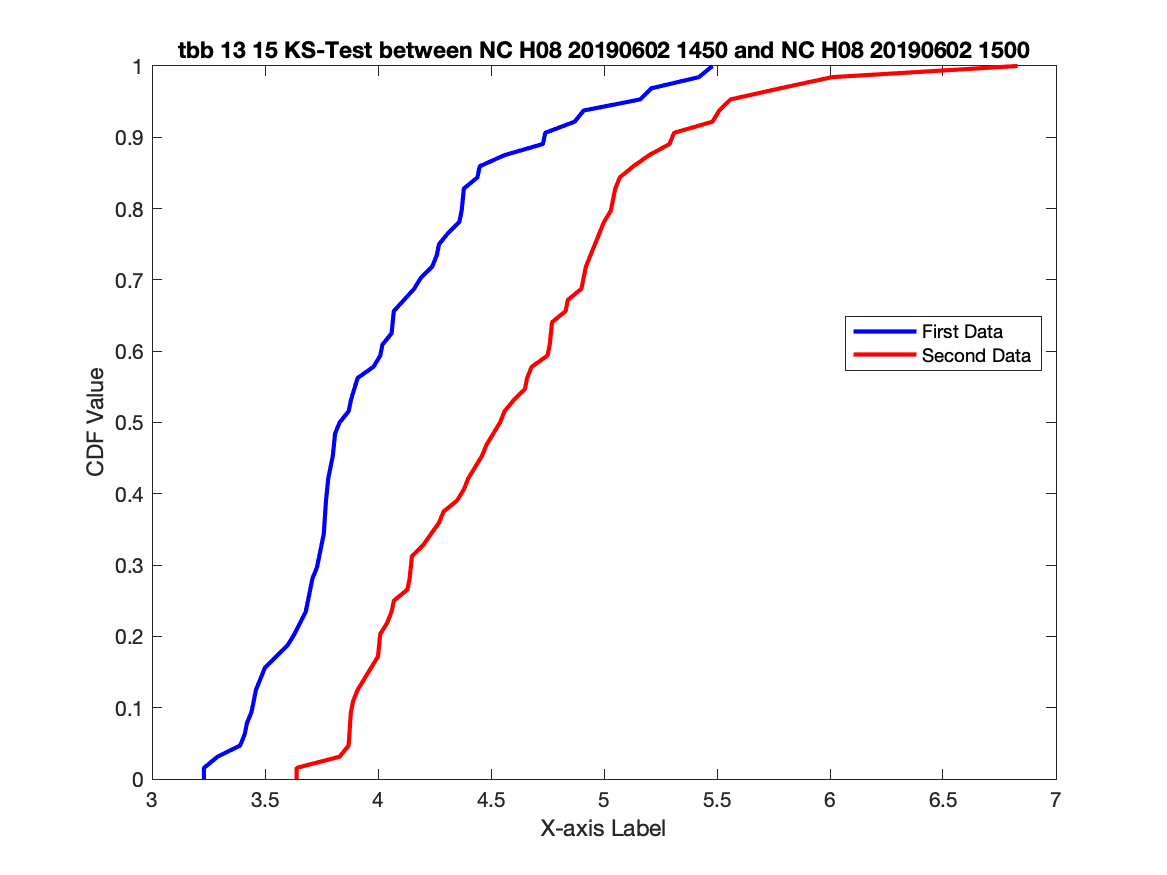 tbb 13 15 KS-Test between NC H08 20190602 1450 and NC H08 20190602 1500
1
0.9
0.8
0.7
0.6
0.5
0.4
0.3
0.2
0.1
0
CDF Value
First Data
Second Data
3 3.5 4 4.5 5 5.5 6 6.5 7
X-axis Label